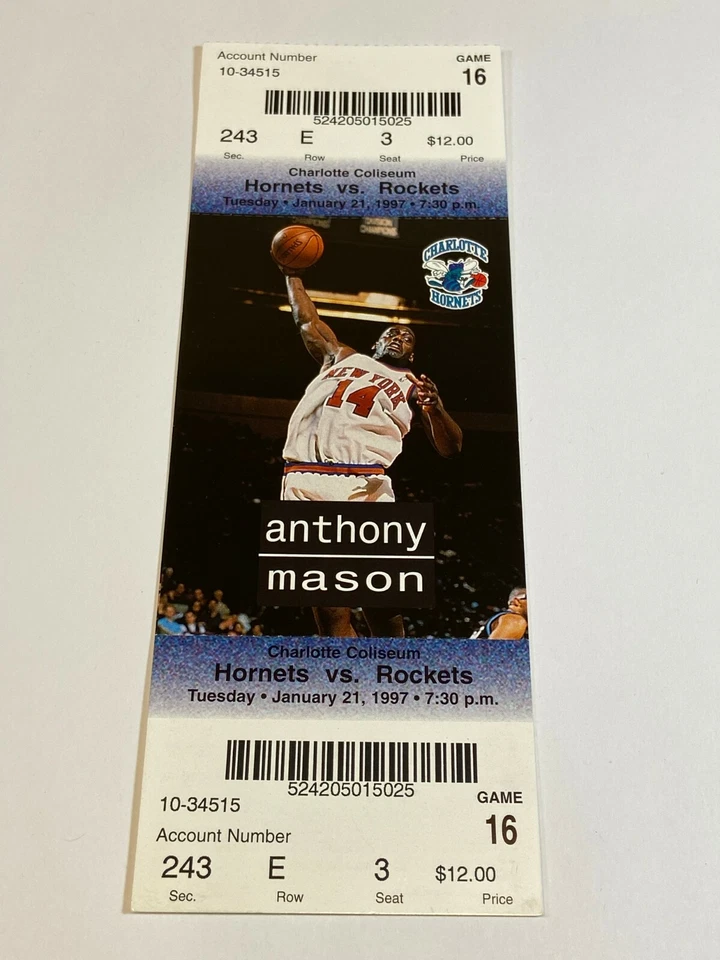 Account Number
GAME
10-34515
16
524205015025
243 E 3 $12.00
Sec. Row Seat Price
Charlotte Coliseum
Hornets vs. Rockets
Tuesday • January 21, 1997 • 7:30 p.m.
CHARLOTTE
HORNETS
NEW YORK
14
anthony
mason
Charlotte Coliseum
Hornets vs. Rockets
Tuesday • January 21, 1997 • 7:30 p.m.
524205015025
10-34515
GAME
Account Number
16
243 E 3 $12.00
Sec. Row Seat Price